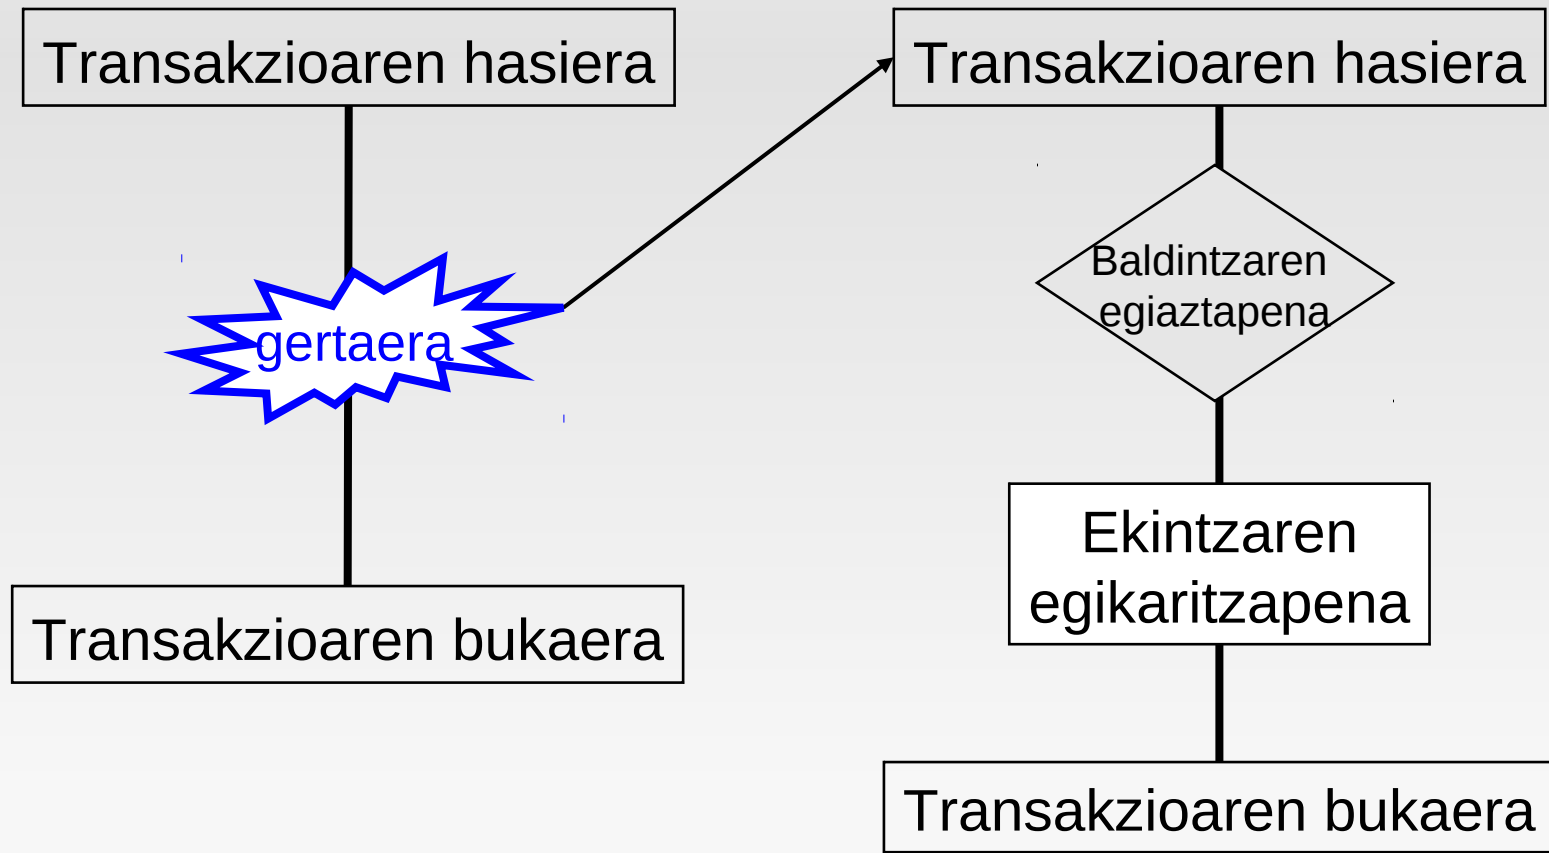 Transakzioaren hasiera
gertaera
Transakzioaren bukaera
Transakzioaren hasiera
Baldintzaren
egiaztapena
Ekintzaren
egikaritzapena
Transakzioaren bukaera